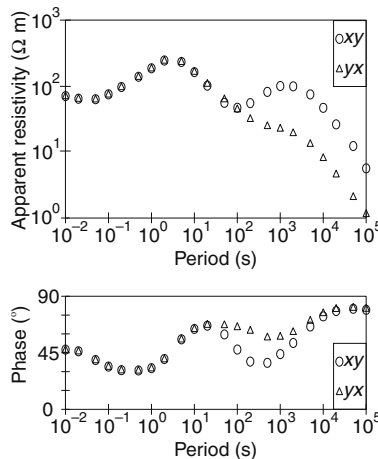 Apparent resistivity (Ω m)
10³
10²
10¹
10⁰
xy
yx
10⁻² 10⁻¹ 10⁰ 10¹ 10² 10³ 10⁴ 10⁵
Period (s)
Phase (°)
90
45
0
xy
yx
10⁻² 10⁻¹ 10⁰ 10¹ 10² 10³ 10⁴ 10⁵
Period (s)